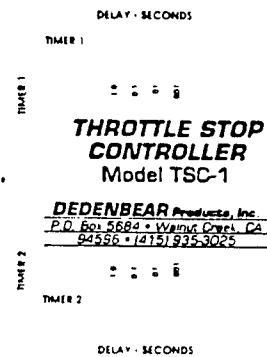 DELAY - SECONDS
TIMER 1
TIMER 1
THROTTLE STOP
CONTROLLER
Model TSC-1
DEDENBEAR Products, Inc.
P.O. Box 5684 • Walnut Creek, CA
94596 • (415) 935-3025
TIMER 2
TIMER 2
DELAY - SECONDS